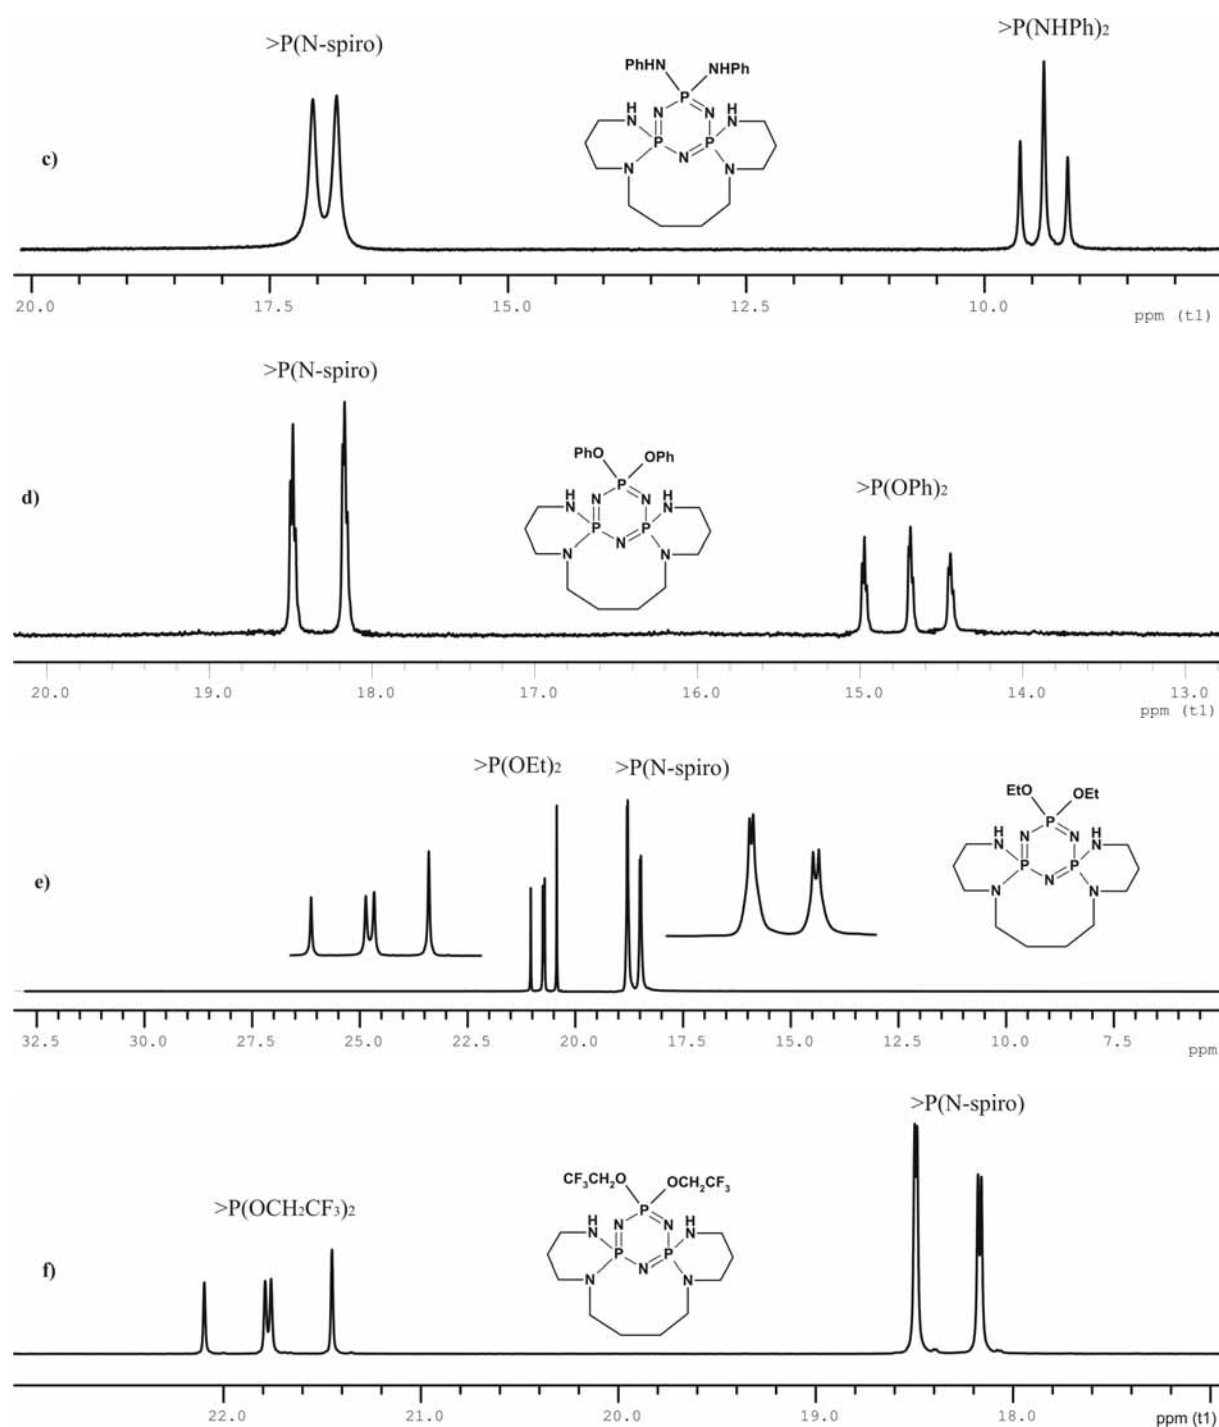 >P(N-spiro)
>P(NHPh)2
PhHN
NHPh
P
N
N
H
N
H
N
P
P
N
N
N
c)
20.0 17.5 15.0 12.5 10.0
ppm (t1)
>P(N-spiro)
PhO
OPh
P
H
N
N
N
H
N
P
P
N
N
N
>P(OPh)2
d)
20.0 19.0 18.0 17.0 16.0 15.0 14.0 13.0
ppm (t1)
>P(OEt)2
>P(N-spiro)
EtO
OEt
P
H
N
N
N
H
N
P
P
N
N
N
e)
32.5 30.0 27.5 25.0 22.5 20.0 17.5 15.0 12.5 10.0 7.5
ppm
>P(N-spiro)
CF3CH2O
OCH2CF3
>P(OCH2CF3)2
P
H
N
N
N
H
N
P
P
N
N
N
f)
22.0 21.0 20.0 19.0 18.0
ppm (t1)